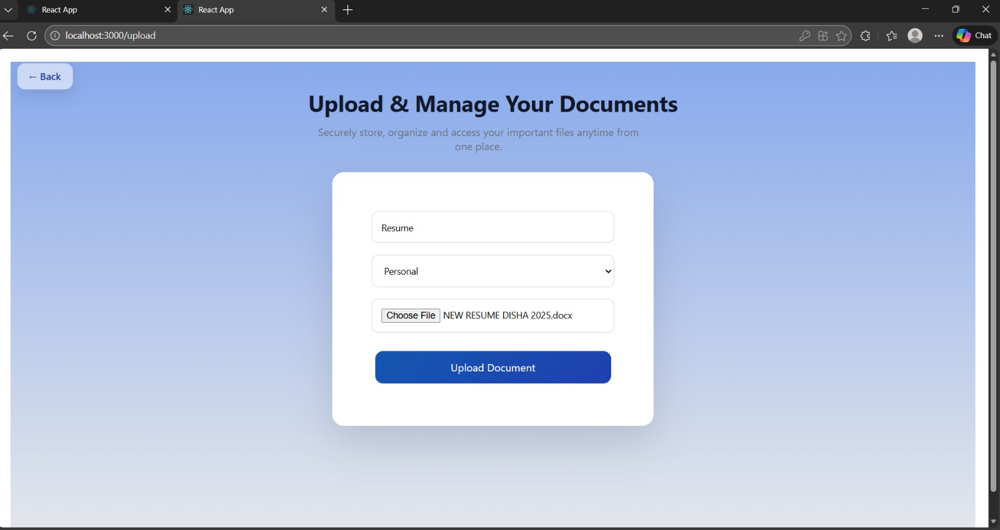 React App
React App
localhost:3000/upload
Chat
← Back
Upload & Manage Your Documents
Securely store, organize and access your important files anytime from
one place.
Resume
Personal
Choose File NEW RESUME DISHA 2025.docx
Upload Document